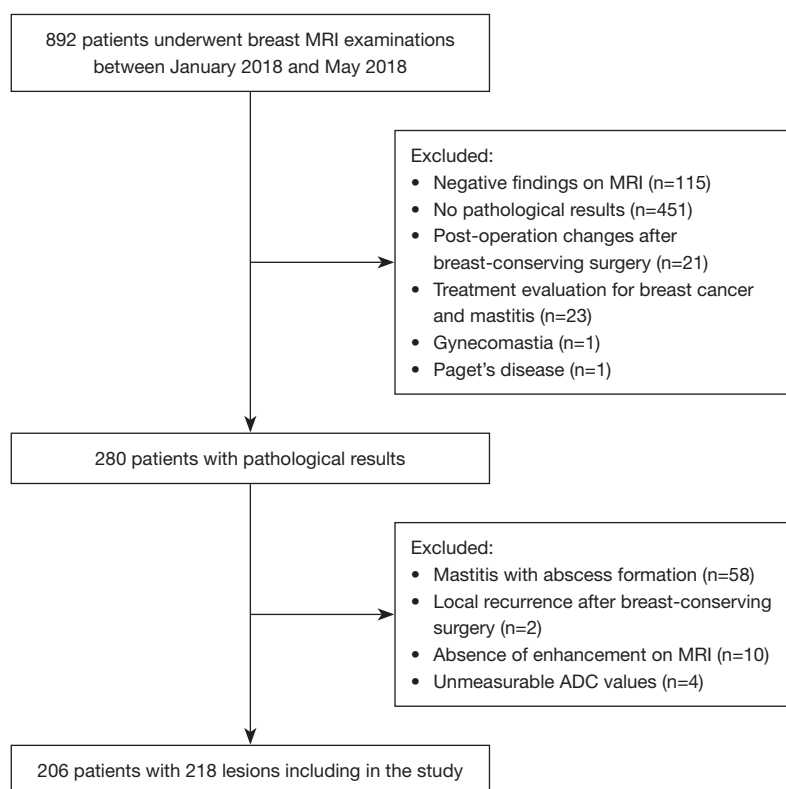 892 patients underwent breast MRI examinations
between January 2018 and May 2018
Excluded:
• Negative findings on MRI (n=115)
• No pathological results (n=451)
• Post-operation changes after
breast-conserving surgery (n=21)
• Treatment evaluation for breast cancer
and mastitis (n=23)
• Gynecomastia (n=1)
• Paget's disease (n=1)
280 patients with pathological results
Excluded:
• Mastitis with abscess formation (n=58)
• Local recurrence after breast-conserving
surgery (n=2)
• Absence of enhancement on MRI (n=10)
• Unmeasurable ADC values (n=4)
206 patients with 218 lesions including in the study